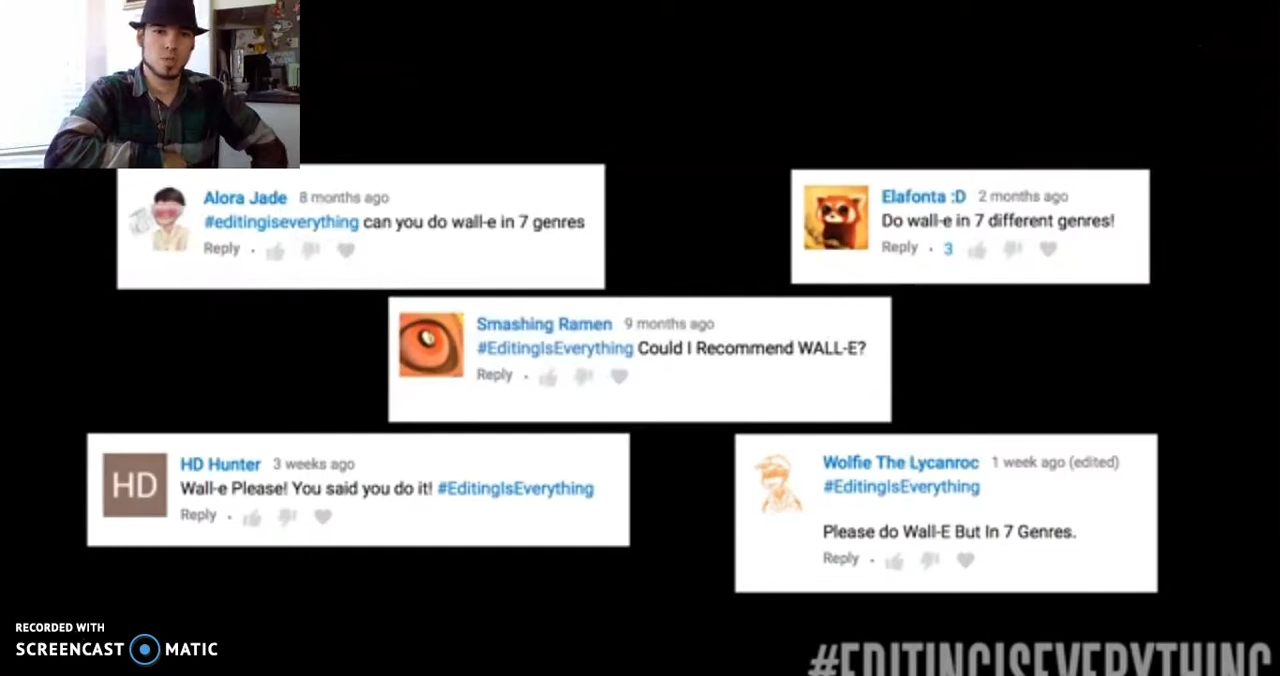 Alora Jade 8 months ago
#editingiseverything can you do wall-e in 7 genres
Reply
Elafonta :D 2 months ago
Do wall-e in 7 different genres!
Reply · 3
Smashing Ramen 9 months ago
#EditingIsEverything Could I Recommend WALL-E?
Reply
HD
HD Hunter 3 weeks ago
Wall-e Please! You said you do it! #EditingIsEverything
Reply
Wolfie The Lycanroc 1 week ago (edited)
#EditingIsEverything
Please do Wall-E But In 7 Genres.
Reply
RECORDED WITH
SCREENCAST MATIC
#EDITINGISEVERYTHING